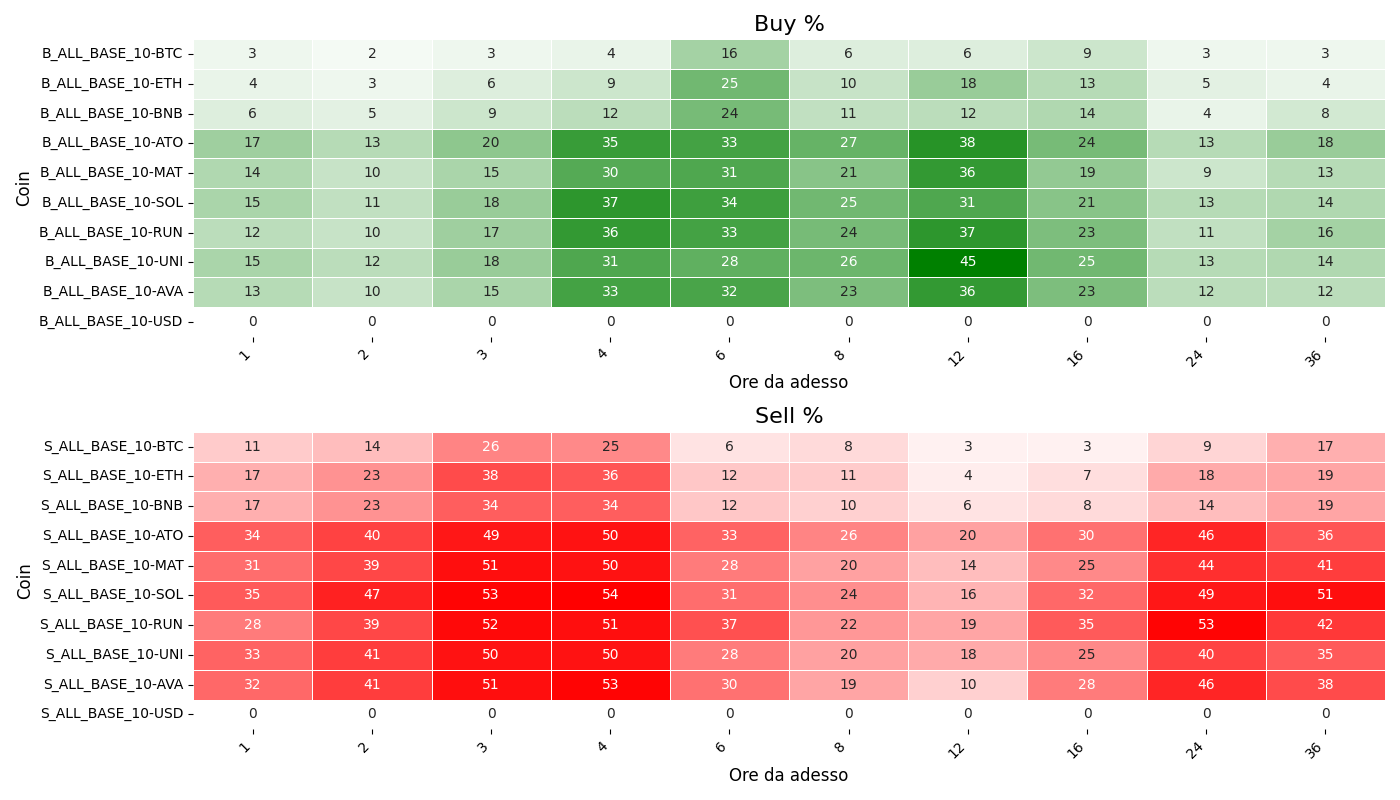 Buy %
Coin
B_ALL_BASE_10-BTC 3 2 3 4 16 6 6 9 3 3
B_ALL_BASE_10-ETH 4 3 6 9 25 10 18 13 5 4
B_ALL_BASE_10-BNB 6 5 9 12 24 11 12 14 4 8
B_ALL_BASE_10-ATO 17 13 20 35 33 27 38 24 13 18
B_ALL_BASE_10-MAT 14 10 15 30 31 21 36 19 9 13
B_ALL_BASE_10-SOL 15 11 18 37 34 25 31 21 13 14
B_ALL_BASE_10-RUN 12 10 17 36 33 24 37 23 11 16
B_ALL_BASE_10-UNI 15 12 18 31 28 26 45 25 13 14
B_ALL_BASE_10-AVA 13 10 15 33 32 23 36 23 12 12
B_ALL_BASE_10-USD 0 0 0 0 0 0 0 0 0 0
1 2 3 4 6 8 12 16 24 36
Ore da adesso
Sell %
Coin
S_ALL_BASE_10-BTC 11 14 26 25 6 8 3 3 9 17
S_ALL_BASE_10-ETH 17 23 38 36 12 11 4 7 18 19
S_ALL_BASE_10-BNB 17 23 34 34 12 10 6 8 14 19
S_ALL_BASE_10-ATO 34 40 49 50 33 26 20 30 46 36
S_ALL_BASE_10-MAT 31 39 51 50 28 20 14 25 44 41
S_ALL_BASE_10-SOL 35 47 53 54 31 24 16 32 49 51
S_ALL_BASE_10-RUN 28 39 52 51 37 22 19 35 53 42
S_ALL_BASE_10-UNI 33 41 50 50 28 20 18 25 40 35
S_ALL_BASE_10-AVA 32 41 51 53 30 19 10 28 46 38
S_ALL_BASE_10-USD 0 0 0 0 0 0 0 0 0 0
1 2 3 4 6 8 12 16 24 36
Ore da adesso